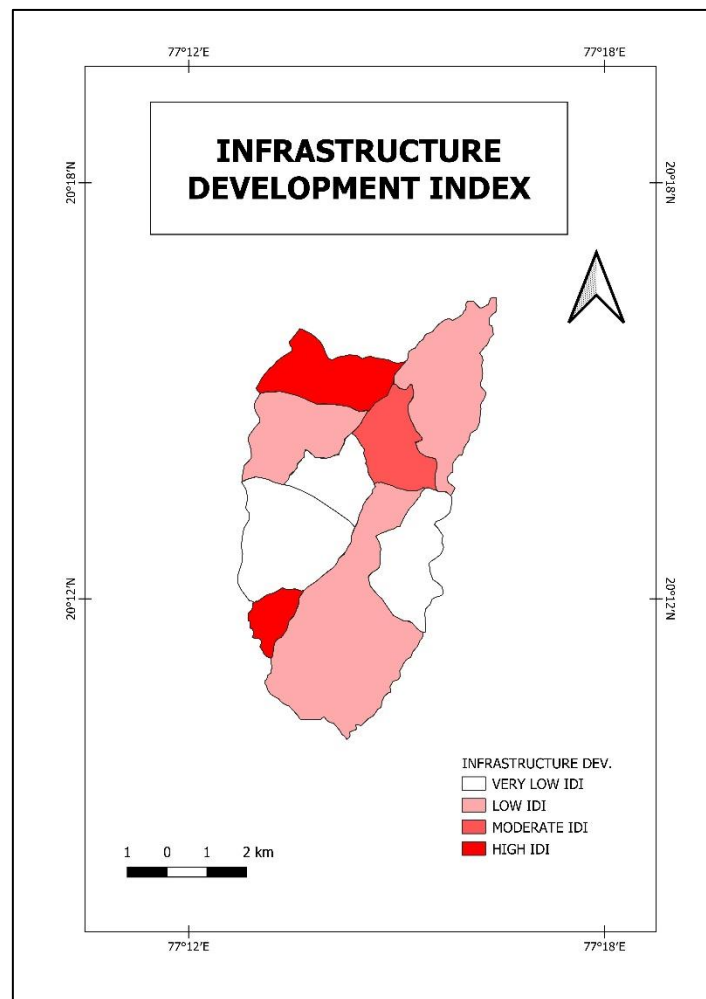 77°12′E 77°18′E
INFRASTRUCTURE
DEVELOPMENT INDEX
20°18′N 20°18′N
20°12′N 20°12′N
INFRASTRUCTURE DEV.
VERY LOW IDI
LOW IDI
MODERATE IDI
HIGH IDI
1 0 1 2 km
77°12′E 77°18′E